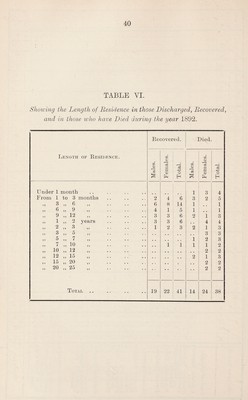 40
TABLE VI.
Showing the Length of Residence in those Discharged, Recovered,
and in those who have Died during the year 1892.
Recovered. Died.
Length of Residence. Males. Females. Total. Males. Females. Total.
Under 1 month .. .. .. .. .. .. 1 3 4
From 1 to 3 months .. .. .. 2 4 6 3 2 5
„ 3 „ 6 „ .. .. .. 6 8 14 1 .. 1
„ 6 „ 9 „ .. .. .. 4 1 5 1 .. 1
„ 9 „ 12 „ .. .. .. 3 3 6 2 1 3
„ 1 „ 2 years .. .. .. 3 3 6 .. 4 4
„ 2 „ 3 „ .. .. .. 1 2 3 2 1 3
„ 3 „ 5 „ .. .. .. .. .. .. .. 3 3
„ 5 „ 7 „ .. .. .. .. .. .. 1 2 3
„ 7 „ 10 „ .. .. .. .. 1 1 1 1 2
„ 10 „ 12 „ .. .. .. .. .. .. .. 2 2
„ 12 „ 15 „ .. .. .. .. .. .. 2 1 3
„ 15 „ 20 „ .. .. .. .. .. .. .. 2 2
„ 20 „ 25 „ .. .. .. .. .. .. .. 2 2
Total .. .. .. .. 19 22 41 14 24 38